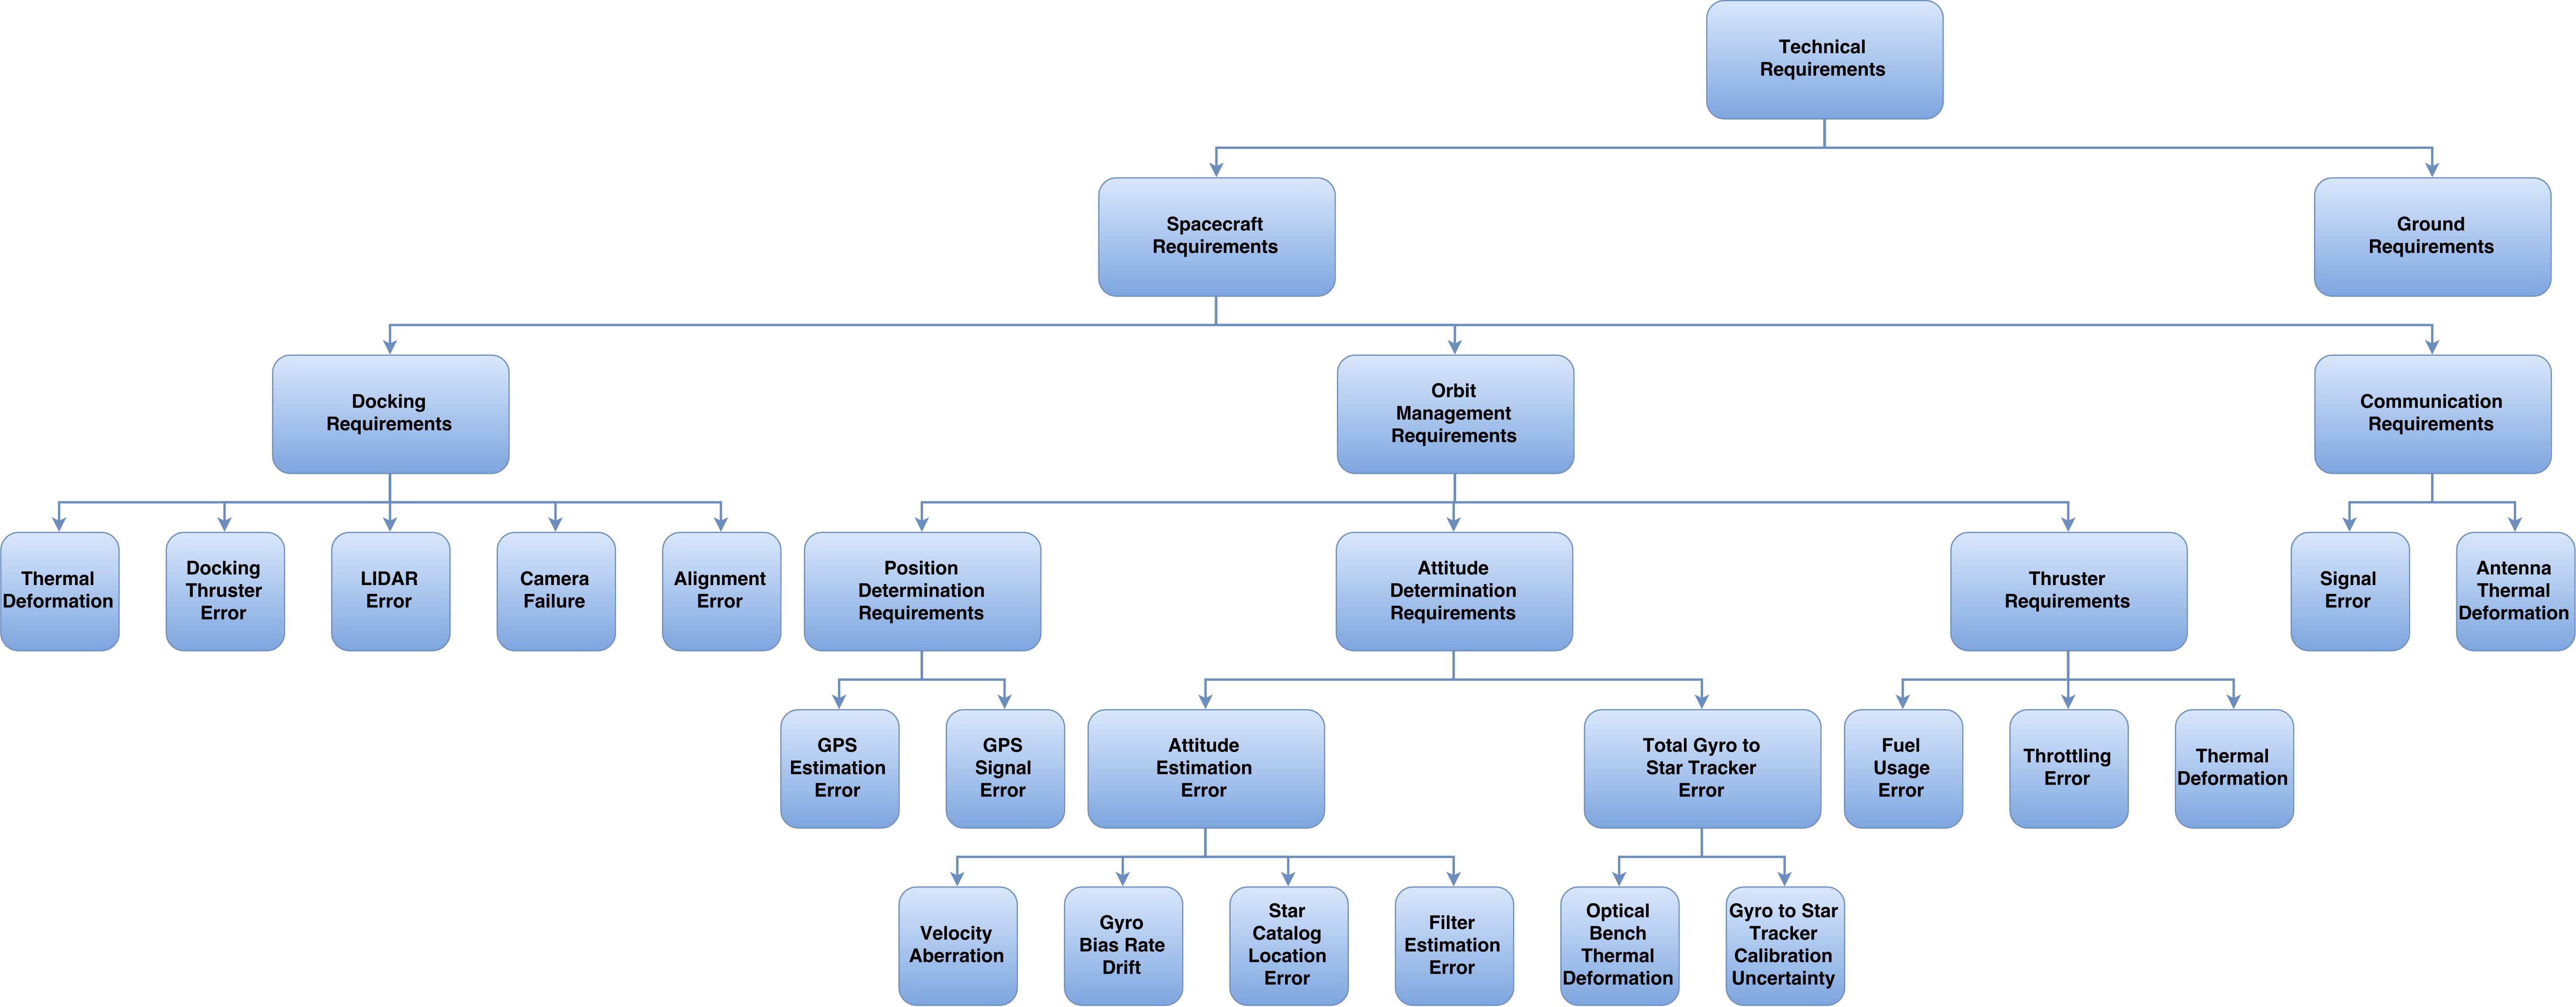 Technical
Requirements
Spacecraft
Requirements
Ground
Requirements
Docking
Requirements
Orbit
Management
Requirements
Communication
Requirements
Thermal
Deformation
Docking
Thruster
Error
LIDAR
Error
Camera
Failure
Alignment
Error
Position
Determination
Requirements
Attitude
Determination
Requirements
Thruster
Requirements
Signal
Error
Antenna
Thermal
Deformation
GPS
Estimation
Error
GPS
Signal
Error
Attitude
Estimation
Error
Total Gyro to
Star Tracker
Error
Fuel
Usage
Error
Throttling
Error
Thermal
Deformation
Velocity
Aberration
Gyro
Bias Rate
Drift
Star
Catalog
Location
Error
Filter
Estimation
Error
Optical
Bench
Thermal
Deformation
Gyro to Star
Tracker
Calibration
Uncertainty